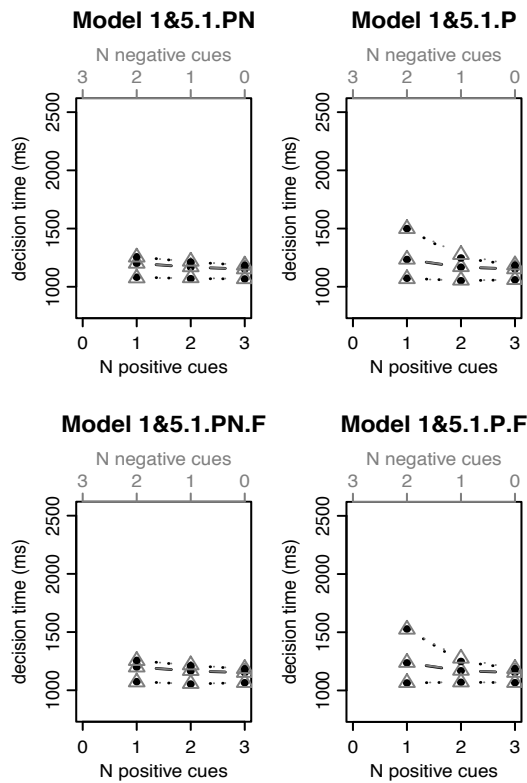 Model 1&5.1.PN
N negative cues
3 2 1 0
decision time (ms)
2500
2000
1500
1000
0 1 2 3
N positive cues
Model 1&5.1.P
N negative cues
3 2 1 0
decision time (ms)
2500
2000
1500
1000
0 1 2 3
N positive cues
Model 1&5.1.PN.F
N negative cues
3 2 1 0
decision time (ms)
2500
2000
1500
1000
0 1 2 3
N positive cues
Model 1&5.1.P.F
N negative cues
3 2 1 0
decision time (ms)
2500
2000
1500
1000
0 1 2 3
N positive cues